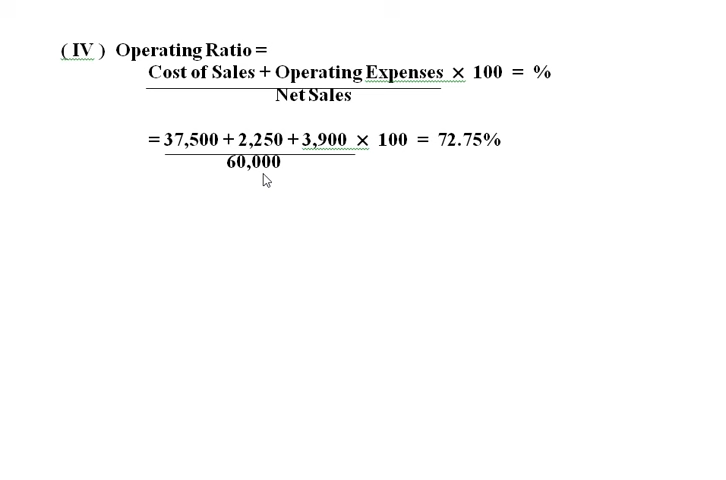 ( IV ) Operating Ratio =
Cost of Sales + Operating Expenses × 100 = %
Net Sales
= 37,500 + 2,250 + 3,900 × 100 = 72.75%
60,000